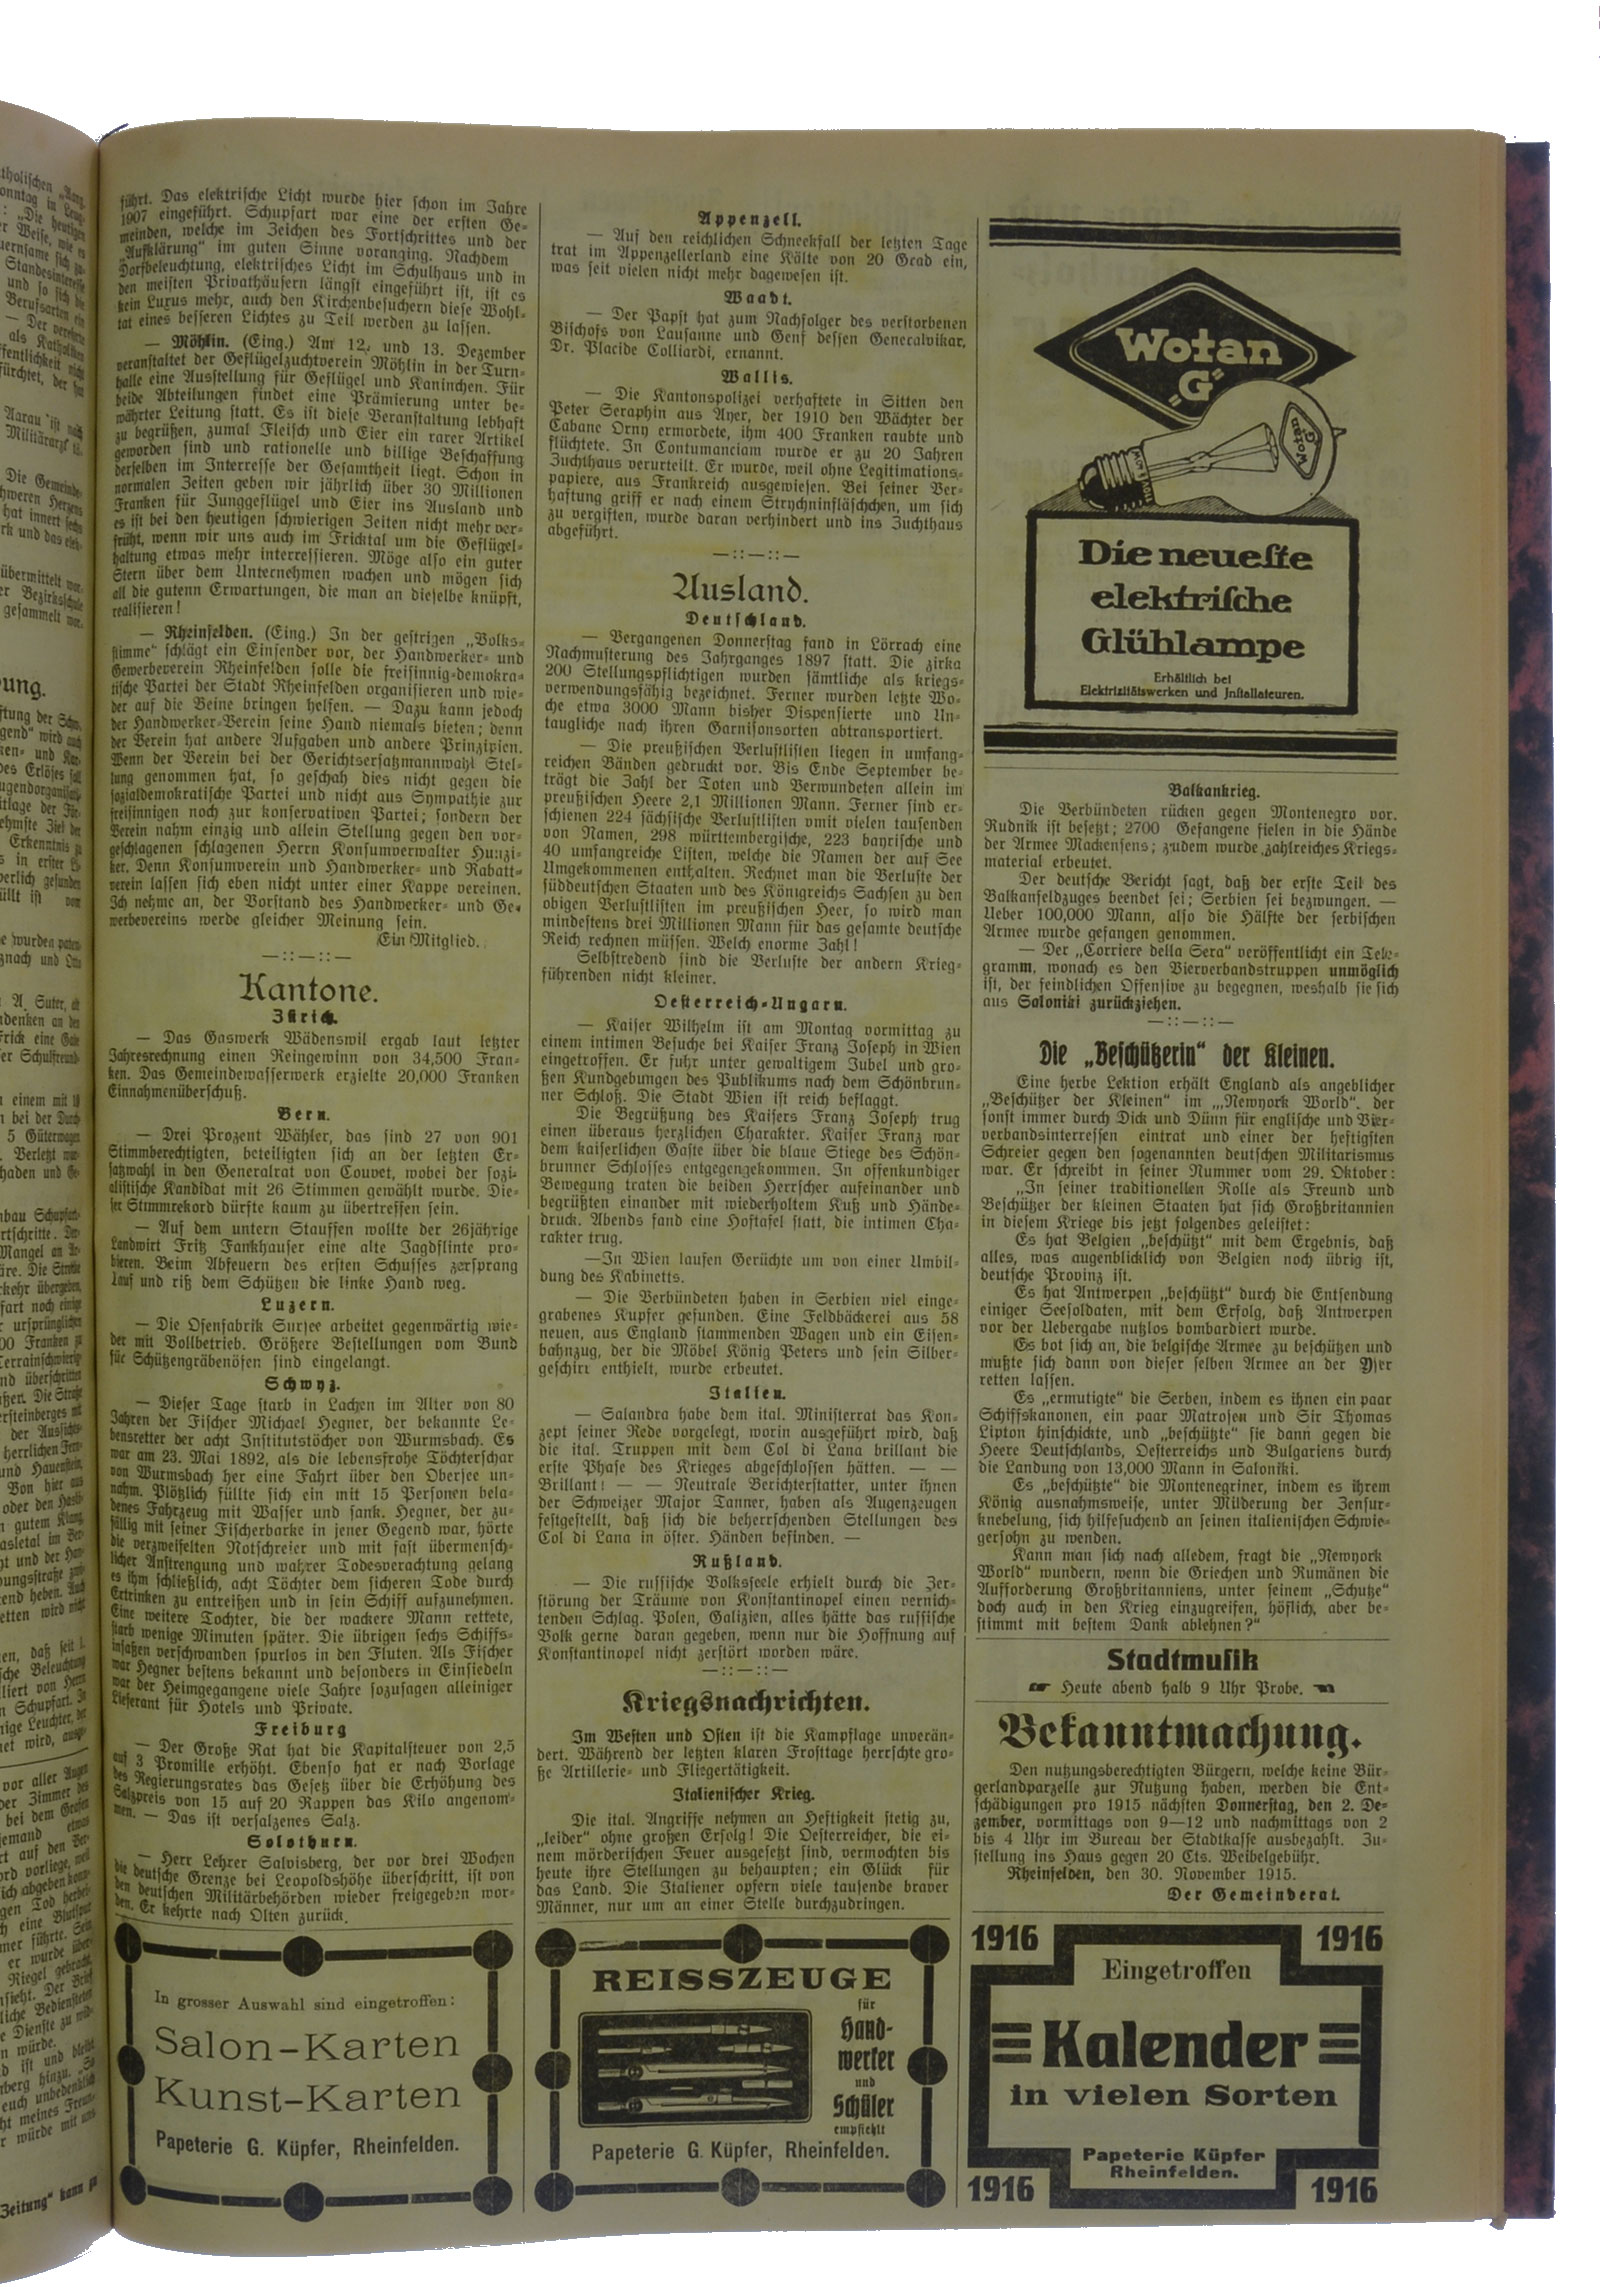 führt. Das elektrische Licht wurde hier schon im Jahre
1907 eingeführt. Schupfart war eine der ersten Ge-
meinden, welche im Zeichen des Fortschrittes und der
„Aufklärung“ im guten Sinne voranging. Nachdem
Dorfbeleuchtung, elektrisches Licht im Schulhaus und in
den meisten Privathäusern längst eingeführt ist, ist es
kein Luxus mehr, auch den Kirchenbesuchern diese Wohl-
tat eines besseren Lichtes zu Teil werden zu lassen.
— Möhlin. (Eing.) Am 12. und 13. Dezember
veranstaltet der Geflügelzuchtverein Möhlin in der Turn-
halle eine Ausstellung für Geflügel und Kaninchen. Für
beide Abteilungen findet eine Prämierung unter be-
währter Leitung statt. Es ist diese Veranstaltung lebhaft
zu begrüßen, zumal Fleisch und Eier ein rarer Artikel
geworden sind und rationelle und billige Beschaffung
derselben im Interresse der Gesamtheit liegt. Schon in
normalen Zeiten geben wir jährlich über 30 Millionen
Franken für Junggeflügel und Eier ins Ausland und
es ist bei den heutigen schwierigen Zeiten nicht mehr ver-
früht, wenn wir uns auch im Fricktal um die Geflügel-
haltung etwas mehr interressieren. Möge also ein guter
Stern über dem Unternehmen wachen und mögen sich
all die gutenn Erwartungen, die man an dieselbe knüpft,
realisieren!
— Rheinfelden. (Eing.) In der gestrigen „Volks-
stimme“ schlägt ein Einsender vor, der Handwerker- und
Gewerbeverein Rheinfelden solle die freisinnig-demokra-
tische Partei der Stadt Rheinfelden organisieren und wie-
der auf die Beine bringen helfen. — Dazu kann jedoch
der Handwerker-Verein seine Hand niemals bieten; denn
der Verein hat andere Aufgaben und andere Prinzipien.
Wenn der Verein bei der Gerichtsersatzmannwahl Stel-
lung genommen hat, so geschah dies nicht gegen die
sozialdemokratische Partei und nicht aus Sympathie zur
freisinnigen noch zur konservativen Partei; sondern der
Verein nahm einzig und allein Stellung gegen den vor-
geschlagenen schlagenen Herrn Konsumverwalter Hunzi-
ker. Denn Konsumverein und Handwerker- und Rabatt-
verein lassen sich eben nicht unter einer Kappe vereinen.
Ich nehme an, der Vorstand des Handwerker- und Ge-
werbevereins werde gleicher Meinung sein.
Ein Mitglied.
—::—::—
Kantone.
Zürich.
— Das Gaswerk Wädenswil ergab laut letzter
Jahresrechnung einen Reingewinn von 34,500 Fran-
ken. Das Gemeindewasserwerk erzielte 20,000 Franken
Einnahmenüberschuß.
Bern.
— Drei Prozent Wähler, das sind 27 von 901
Stimmberechtigten, beteiligten sich an der letzten Er-
satzwahl in den Generalrat von Couvet, wobei der sozi-
alistische Kandidat mit 26 Stimmen gewählt wurde. Die-
ser Stimmrekord dürfte kaum zu übertreffen sein.
— Auf dem untern Stauffen wollte der 26jährige
Landwirt Fritz Fankhauser eine alte Jagdflinte pro-
bieren. Beim Abfeuern des ersten Schusses zersprang
Lauf und riß dem Schützen die linke Hand weg.
Luzern.
— Die Ofenfabrik Sursee arbeitet gegenwärtig wie-
der mit Vollbetrieb. Größere Bestellungen vom Bund
für Schützengräbenöfen sind eingelangt.
Schwyz.
— Dieser Tage starb in Lachen im Alter von 80
Jahren der Fischer Michael Hegner, der bekannte Le-
bensretter der acht Institutstöcher von Wurmsbach. Es
war am 23. Mai 1892, als die lebensfrohe Töchterschar
von Wurmsbach her eine Fahrt über den Obersee un-
nahm. Plötzlich füllte sich ein mit 15 Personen bela-
denes Fahrzeug mit Wasser und sank. Hegner, der zu-
fällig mit seiner Fischerbarke in jener Gegend war, hörte
die verzweifelten Notschreier und mit fast übermensch-
licher Anstrengung und wahrer Todesverachtung gelang
es ihm schließlich, acht Töchter dem sicheren Tode durch
Ertrinken zu entreißen und in sein Schiff aufzunehmen.
Eine weitere Tochter, die der wackere Mann rettete,
starb wenige Minuten später. Die übrigen sechs Schiffs-
insaßen verschwanden spurlos in den Fluten. Als Fischer
war Hegner bestens bekannt und besonders in Einsiedeln
war der Heimgegangene viele Jahre sozusagen alleiniger
Lieferant für Hotels und Private.
Freiburg
— Der Große Rat hat die Kapitalsteuer von 2,5
auf 3 Promille erhöht. Ebenso hat er nach Vorlage
des Regierungsrates das Gesetz über die Erhöhung des
Salzpreis von 15 auf 20 Rappen das Kilo angenom-
men. — Das ist versalzenes Salz.
Solothurn.
— Herr Lehrer Salvisberg, der vor drei Wochen
die deutsche Grenze bei Leopoldshöhe überschritt, ist von
den deutschen Militärbehörden wieder freigegeben wor-
den. Er kehrte nach Olten zurück.
In grosser Auswahl sind eingetroffen:
Salon-Karten
Kunst-Karten
Papeterie G. Küpfer, Rheinfelden.
Appenzell.
— Auf den reichlichen Schneefall der letzten Tage
trat im Appenzellerland eine Kälte von 20 Grad ein,
was seit vielen nicht mehr dagewesen ist.
Waadt.
— Der Papst hat zum Nachfolger des verstorbenen
Bischofs von Lausanne und Genf dessen Generalvikar,
Dr. Placide Colliardi, ernannt.
Wallis.
— Die Kantonspolizei verhaftete in Sitten den
Peter Seraphin aus Ayer, der 1910 den Wächter der
Cabane Orny ermordete, ihm 400 Franken raubte und
flüchtete. In Contumanciam wurde er zu 20 Jahren
Zuchthaus verurteilt. Er wurde, weil ohne Legitimations-
papiere, aus Frankreich ausgewiesen. Bei seiner Ver-
haftung griff er nach einem Strychninfläschchen, um sich
zu vergiften, wurde daran verhindert und ins Zuchthaus
abgeführt.
—::—::—
Ausland.
Deutschland.
— Vergangenen Donnerstag fand in Lörrach eine
Nachmusterung des Jahrganges 1897 statt. Die zirka
200 Stellungspflichtigen wurden sämtliche als kriegs-
verwendungsfähig bezeichnet. Ferner wurden letzte Wo-
che etwa 3000 Mann bisher Dispensierte und Un-
taugliche nach ihren Garnisonsorten abtransportiert.
— Die preußischen Verlustlisten liegen in umfang-
reichen Bänden gedruckt vor. Bis Ende September be-
trägt die Zahl der Toten und Verwundeten allein im
preußischen Heere 2,1 Millionen Mann. Ferner sind er-
schienen 224 sächsische Verlustlisten vmit vielen tausenden
von Namen, 298 württembergische, 223 bayrische und
40 umfangreiche Listen, welche die Namen der auf See
Umgekommenen enthalten. Rechnet man die Verluste der
süddeutschen Staaten und des Königreichs Sachsen zu den
obigen Verlustlisten im preußischen Heer, so wird man
mindestens drei Millionen Mann für das gesamte deutsche
Reich rechnen müssen. Welch enorme Zahl!
Selbstredend sind die Verluste der andern Krieg-
führenden nicht kleiner.
Oesterreich-Ungarn.
— Kaiser Wilhelm ist am Montag vormittag zu
einem intimen Besuche bei Kaiser Franz Joseph in Wien
eingetroffen. Er fuhr unter gewaltigem Jubel und gro-
ßen Kundgebungen des Publikums nach dem Schönbrun-
ner Schloß. Die Stadt Wien ist reich beflaggt.
Die Begrüßung des Kaisers Franz Joseph trug
einen überaus herzlichen Charakter. Kaiser Franz war
dem kaiserlichen Gaste über die blaue Stiege des Schön-
brunner Schlosses entgegengekommen. In offenkundiger
Bewegung traten die beiden Herrscher aufeinander und
begrüßten einander mit wiederholtem Kuß und Hände-
druck. Abends fand eine Hoftafel statt, die intimen Cha-
rakter trug.
—In Wien laufen Gerüchte um von einer Umbil-
dung des Kabinetts.
— Die Verbündeten haben in Serbien viel einge-
grabenes Kupfer gefunden. Eine Feldbäckerei aus 58
neuen, aus England stammenden Wagen und ein Eisen-
bahnzug, der die Möbel König Peters und sein Silber-
geschirr enthielt, wurde erbeutet.
Italien.
— Salandra habe dem ital. Ministerrat das Kon-
zept seiner Rede vorgelegt, worin ausgeführt wird, daß
die ital. Truppen mit dem Col di Lana brillant die
erste Phase des Krieges abgeschlossen hätten. — —
Brillant! — — Neutrale Berichterstatter, unter ihnen
der Schweizer Major Tanner, haben als Augenzeugen
festgestellt, daß sich die beherrschenden Stellungen des
Col di Lana in öster. Händen befinden. —
Rußland.
— Die russische Volksseele erhielt durch die Zer-
störung der Träume von Konstantinopel einen vernich-
tenden Schlag. Polen, Galizien, alles hätte das russische
Volk gerne daran gegeben, wenn nur die Hoffnung auf
Konstantinopel nicht zerstört worden wäre.
—::—::—
Kriegsnachrichten.
Im Westen und Osten ist die Kampflage unverän-
dert. Während der letzten klaren Frosttage herrschte gro-
ße Artillerie- und Fliegertätigkeit.
Italienischer Krieg.
Die ital. Angriffe nehmen an Heftigkeit stetig zu,
„leider“ ohne großen Erfolg! Die Oesterreicher, die ei-
nem mörderischen Feuer ausgesetzt sind, vermochten bis
heute ihre Stellungen zu behaupten; ein Glück für
das Land. Die Italiener opfern viele tausende braver
Männer, nur um an einer Stelle durchzudringen.
REISSZEUGE
für
Hand-
werker
und
Schüler
empfiehlt
Papeterie G. Küpfer, Rheinfelden.
Wotan
„G“
Die neueste
elektrische
Glühlampe
Erhältlich bei
Elektrizitätswerken und Installateuren.
Balkankrieg.
Die Verbündeten rücken gegen Montenegro vor.
Rudnik ist besetzt; 2700 Gefangene fielen in die Hände
der Armee Mackensens; zudem wurde zahlreiches Kriegs-
material erbeutet.
Der deutsche Bericht sagt, daß der erste Teil des
Balkanfeldzuges beendet sei; Serbien sei bezwungen. —
Ueber 100,000 Mann, also die Hälfte der serbischen
Armee wurde gefangen genommen.
— Der „Corriere della Sera“ veröffentlicht ein Tele-
gramm, wonach es den Vierverbandstruppen unmöglich
ist, der feindlichen Offensive zu begegnen, weshalb sie sich
aus Saloniki zurückziehen.
—::—::—
Die „Beschützerin“ der Kleinen.
Eine herbe Lektion erhält England als angeblicher
„Beschützer der Kleinen“ im „„Newyork World“, der
sonst immer durch Dick und Dünn für englische und Vier-
verbandsinterressen eintrat und einer der heftigsten
Schreier gegen den sogenannten deutschen Militarismus
war. Er schreibt in seiner Nummer vom 29. Oktober:
„In seiner traditionellen Rolle als Freund und
Beschützer der kleinen Staaten hat sich Großbritannien
in diesem Kriege bis jetzt folgendes geleistet:
Es hat Belgien „beschützt“ mit dem Ergebnis, daß
alles, was augenblicklich von Belgien noch übrig ist,
deutsche Provinz ist.
Es hat Antwerpen „beschützt“ durch die Entsendung
einiger Seesoldaten, mit dem Erfolg, daß Antwerpen
vor der Uebergabe nutzlos bombardiert wurde.
Es bot sich an, die belgische Armee zu beschützen und
mußte sich dann von dieser selben Armee an der Yser
retten lassen.
Es „ermutigte“ die Serben, indem es ihnen ein paar
Schiffskanonen, ein paar Matrosen und Sir Thomas
Lipton hinschickte, und „beschützte“ sie dann gegen die
Heere Deutschlands, Oesterreichs und Bulgariens durch
die Landung von 13,000 Mann in Saloniki.
Es „beschützte“ die Montenegriner, indem es ihrem
König ausnahmsweise, unter Milderung der Zensur-
knebelung, sich hilfesuchend an seinen italienischen Schwie-
gersohn zu wenden.
Kann man sich nach alledem, fragt die „Newyork
World“ wundern, wenn die Griechen und Rumänen die
Aufforderung Großbritanniens, unter seinem „Schutze“
doch auch in den Krieg einzugreifen, höflich, aber be-
stimmt mit bestem Dank ablehnen?“
Stadtmusik
Heute abend halb 9 Uhr Probe.
Bekanntmachung.
Den nutzungsberechtigten Bürgern, welche keine Bür-
gerlandparzelle zur Nutzung haben, werden die Ent-
schädigungen pro 1915 nächsten Donnerstag, den 2. De-
zember, vormittags von 9—12 und nachmittags von 2
bis 4 Uhr im Bureau der Stadtkasse ausbezahlt. Zu-
stellung ins Haus gegen 20 Cts. Weibelgebühr.
Rheinfelden, den 30. November 1915.
Der Gemeinderat.
1916 1916
Eingetroffen
Kalender
in vielen Sorten
Papeterie Küpfer
Rheinfelden.
1916 1916